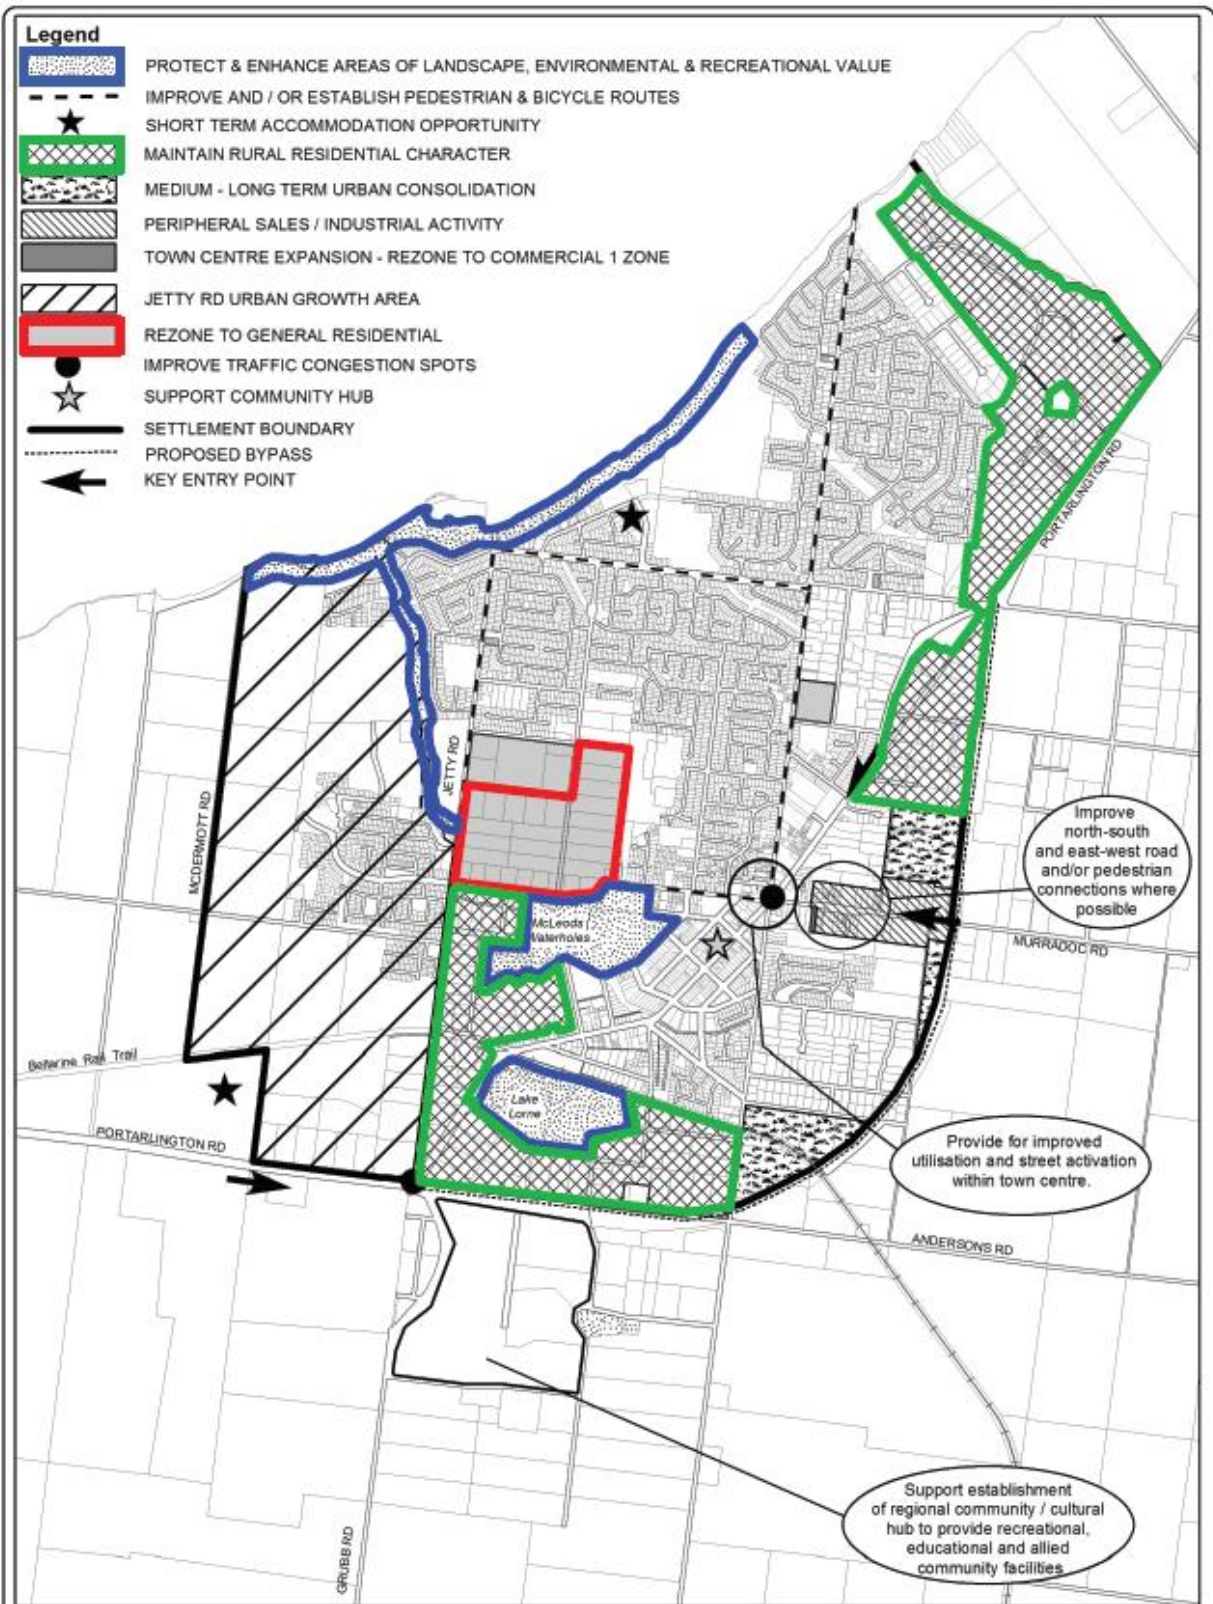 Legend
PROTECT & ENHANCE AREAS OF LANDSCAPE, ENVIRONMENTAL & RECREATIONAL VALUE
IMPROVE AND / OR ESTABLISH PEDESTRIAN & BICYCLE ROUTES
SHORT TERM ACCOMMODATION OPPORTUNITY
MAINTAIN RURAL RESIDENTIAL CHARACTER
MEDIUM - LONG TERM URBAN CONSOLIDATION
PERIPHERAL SALES / INDUSTRIAL ACTIVITY
TOWN CENTRE EXPANSION - REZONE TO COMMERCIAL 1 ZONE
JETTY RD URBAN GROWTH AREA
REZONE TO GENERAL RESIDENTIAL
IMPROVE TRAFFIC CONGESTION SPOTS
SUPPORT COMMUNITY HUB
SETTLEMENT BOUNDARY
PROPOSED BYPASS
KEY ENTRY POINT
PORTARLINGTON RD
JETTY RD
MCDERMOTT RD
Improve
north-south
and east-west road
and/or pedestrian
connections where
possible
McLeods
Waterholes
MURRADOC RD
Bellarine Rail Trail
Lake
Lorne
PORTARLINGTON RD
Provide for improved
utilisation and street activation
within town centre.
ANDERSONS RD
Support establishment
of regional community / cultural
hub to provide recreational,
educational and allied
community facilities
GRUBB RD